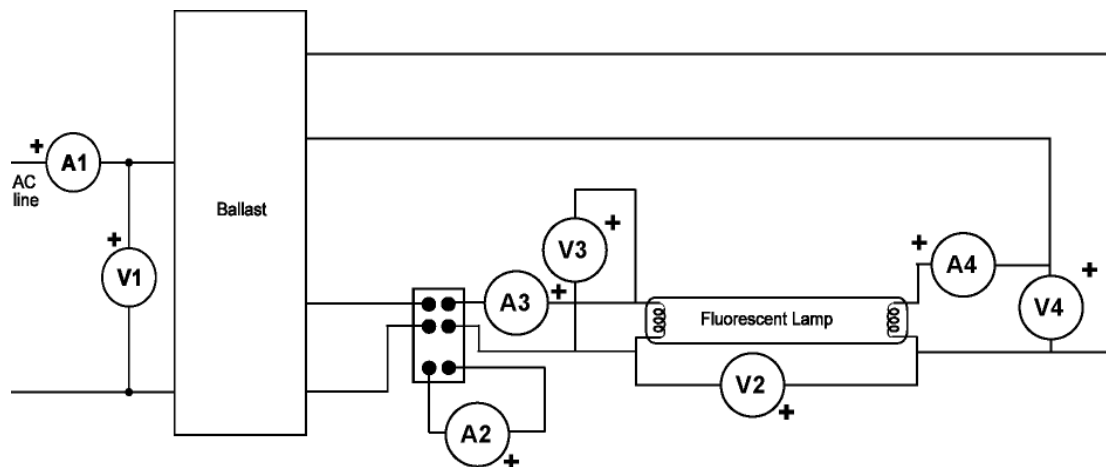 +
A1
AC
line
+
V1
Ballast
+
V3
A3
+
+
A4
+
V4
Fluorescent Lamp
V2
+
A2
+